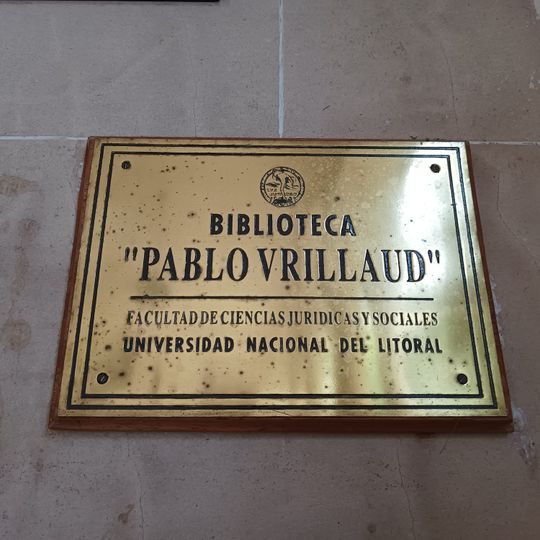 BIBLIOTECA
"PABLO VRILLAUD"
FACULTAD DE CIENCIAS JURIDICAS Y SOCIALES
UNIVERSIDAD NACIONAL DEL LITORAL